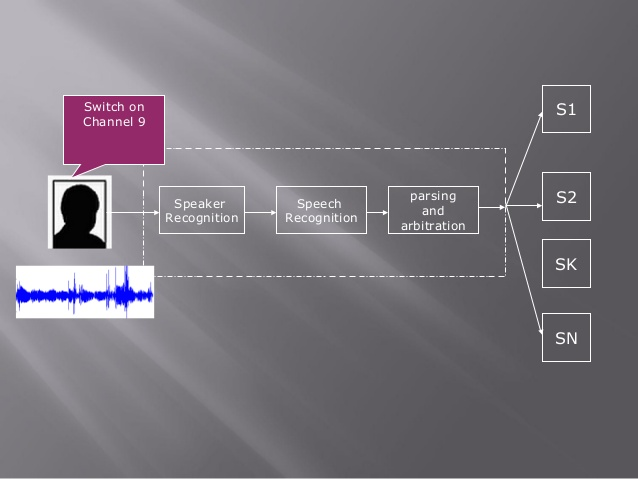 Switch on
Channel 9
Speaker
Recognition
Speech
Recognition
parsing
and
arbitration
S1
S2
SK
SN